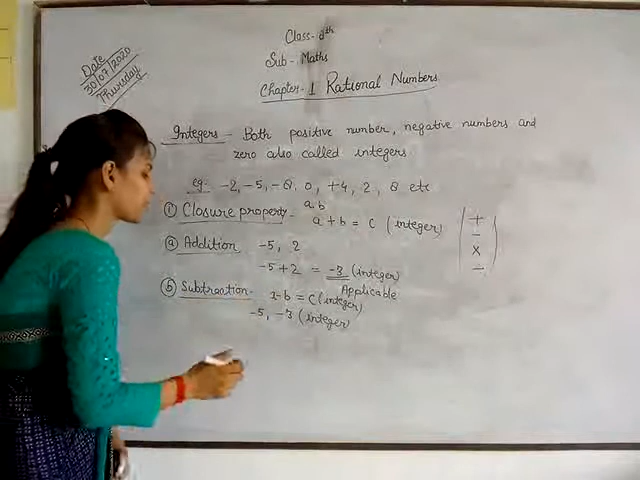 Class- 8th
Sub- Maths
Date
30/07/2020
Thursday
Chapter-1 Rational Numbers
Integers- Both positive number, negative numbers and
zero also called integers
eg:- -2, -5, -8, 0, +4, 2, 8 etc
① Closure property- a, b
a + b = c (integer)
+
-
×
÷
ⓐ Addition -5, 2
-5+2 = -3 (integer)
Applicable
ⓑ Subtraction- a-b = c (integer)
-5, -3 (integer)